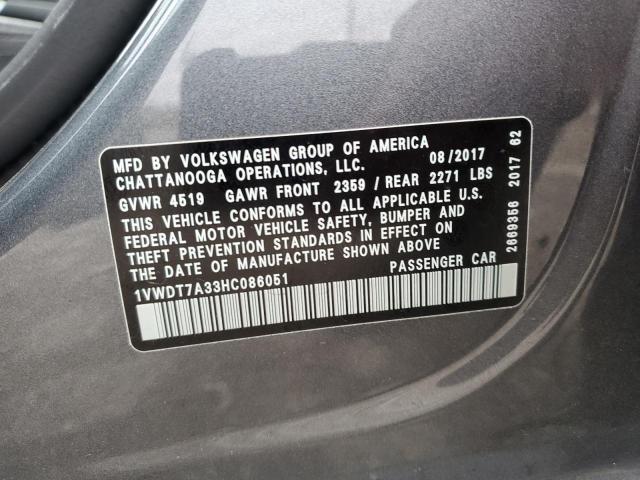 MFD BY VOLKSWAGEN GROUP OF AMERICA
CHATTANOOGA OPERATIONS, LLC. 08/2017
GVWR 4519 GAWR FRONT 2359 / REAR 2271 LBS
THIS VEHICLE CONFORMS TO ALL APPLICABLE U.S.
FEDERAL MOTOR VEHICLE SAFETY, BUMPER AND
THEFT PREVENTION STANDARDS IN EFFECT ON
THE DATE OF MANUFACTURE SHOWN ABOVE
1VWDT7A33HC086051 PASSENGER CAR
2669356 2017 62